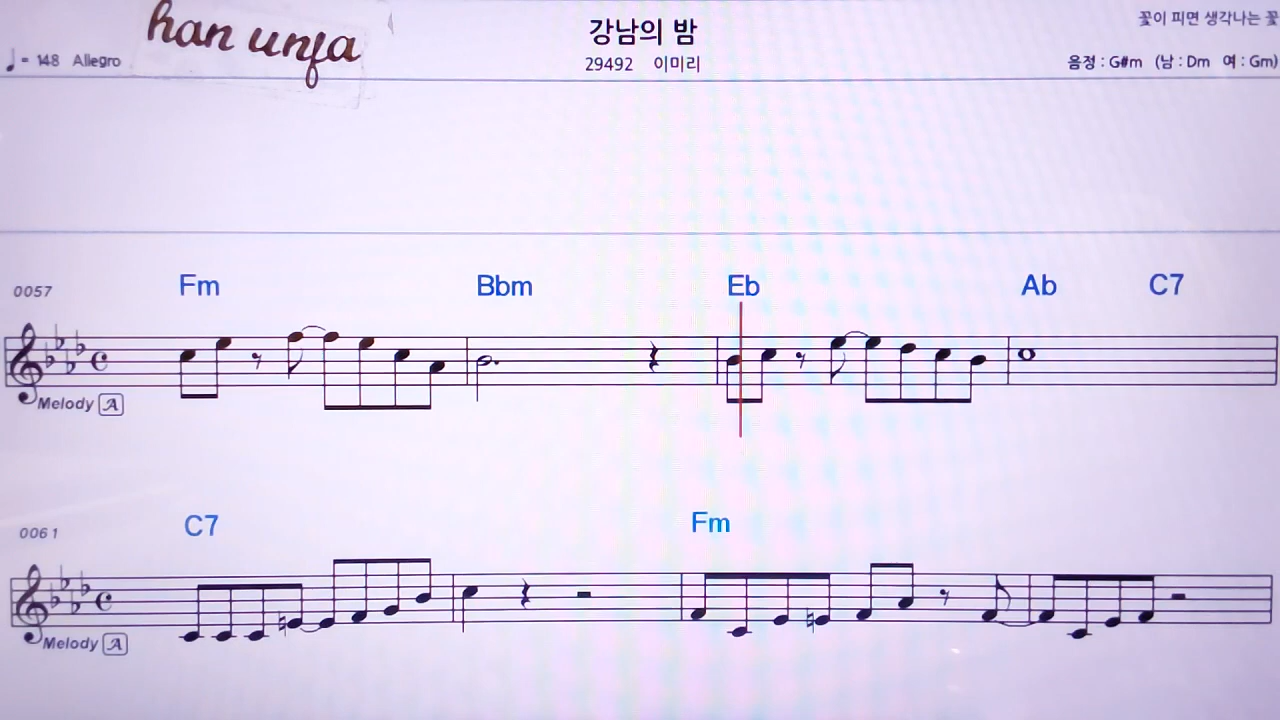 han unfa
강남의 밤
꽃이 피면 생각나는 꽃
♩= 148 Allegro
29492 이미리
음정 : G#m (남 : Dm 여 : Gm)
0057 Fm Bbm Eb Ab C7
Melody A
0061 C7 Fm
Melody A